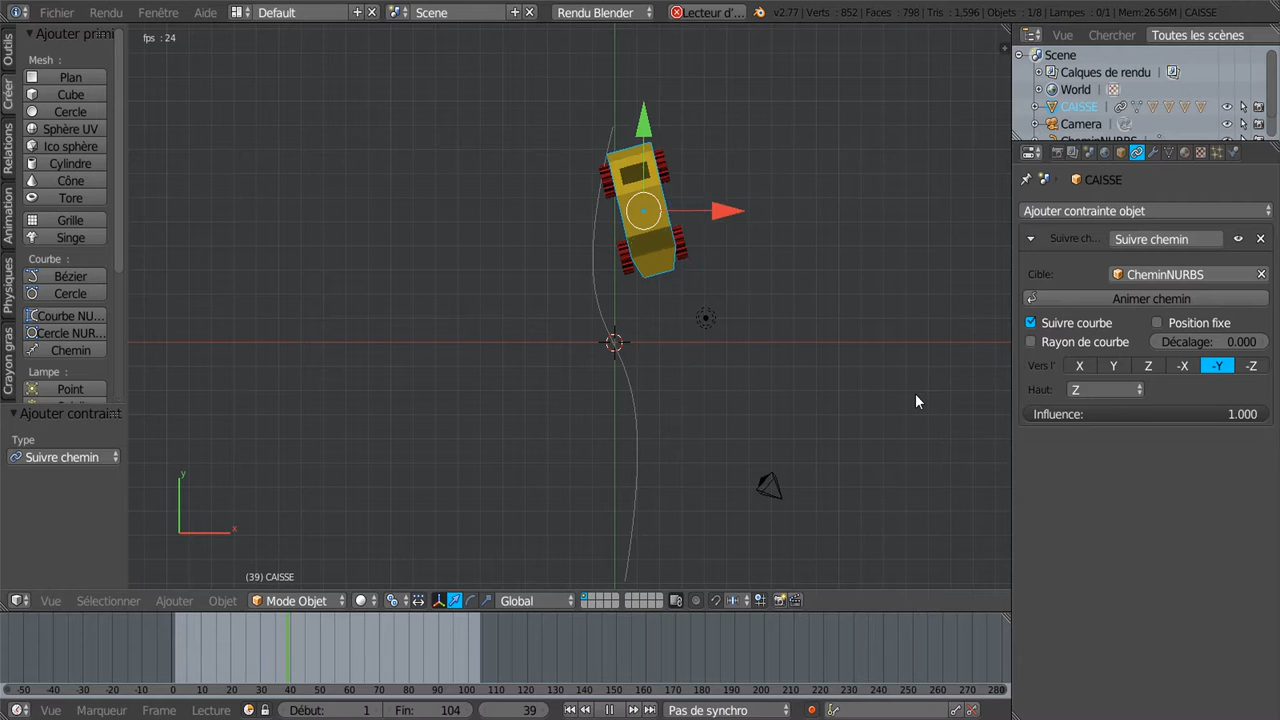 Fichier Rendu Fenêtre Aide Default Scene Rendu Blender Lecteur d'... v2.77 | Verts : 852 | Faces : 798 | Tris : 1,596 | Objets : 1/8 | Lampes : 0/1 | Mem:26.56M | CAISSE
Ajouter primi
Outils
Créer
Relations
Animation
Physiques
Crayon gras
Mesh :
Plan
Cube
Cercle
Sphère UV
Ico sphère
Cylindre
Cône
Tore
Grille
Singe
Courbe :
Bézier
Cercle
Courbe NU...
Cercle NUR...
Chemin
Lampe :
Point
Ajouter contraint
Type
Suivre chemin
fps : 24
y
x
(39) CAISSE
Vue Sélectionner Ajouter Objet Mode Objet Global
-50 -40 -30 -20 -10 0 10 20 30 40 50 60 70 80 90 100 110 120 130 140 150 160 170 180 190 200 210 220 230 240 250 260 270 280
Vue Marqueur Frame Lecture Début: 1 Fin: 104 39 Pas de synchro
Vue Chercher Toutes les scènes
Scene
Calques de rendu
World
CAISSE
Camera
CheminNURBS
CAISSE
Ajouter contrainte objet
Suivre ch... Suivre chemin
Cible: CheminNURBS
Animer chemin
Suivre courbe Position fixe
Rayon de courbe Décalage: 0.000
Vers l' X Y Z -X -Y -Z
Haut: Z
Influence: 1.000